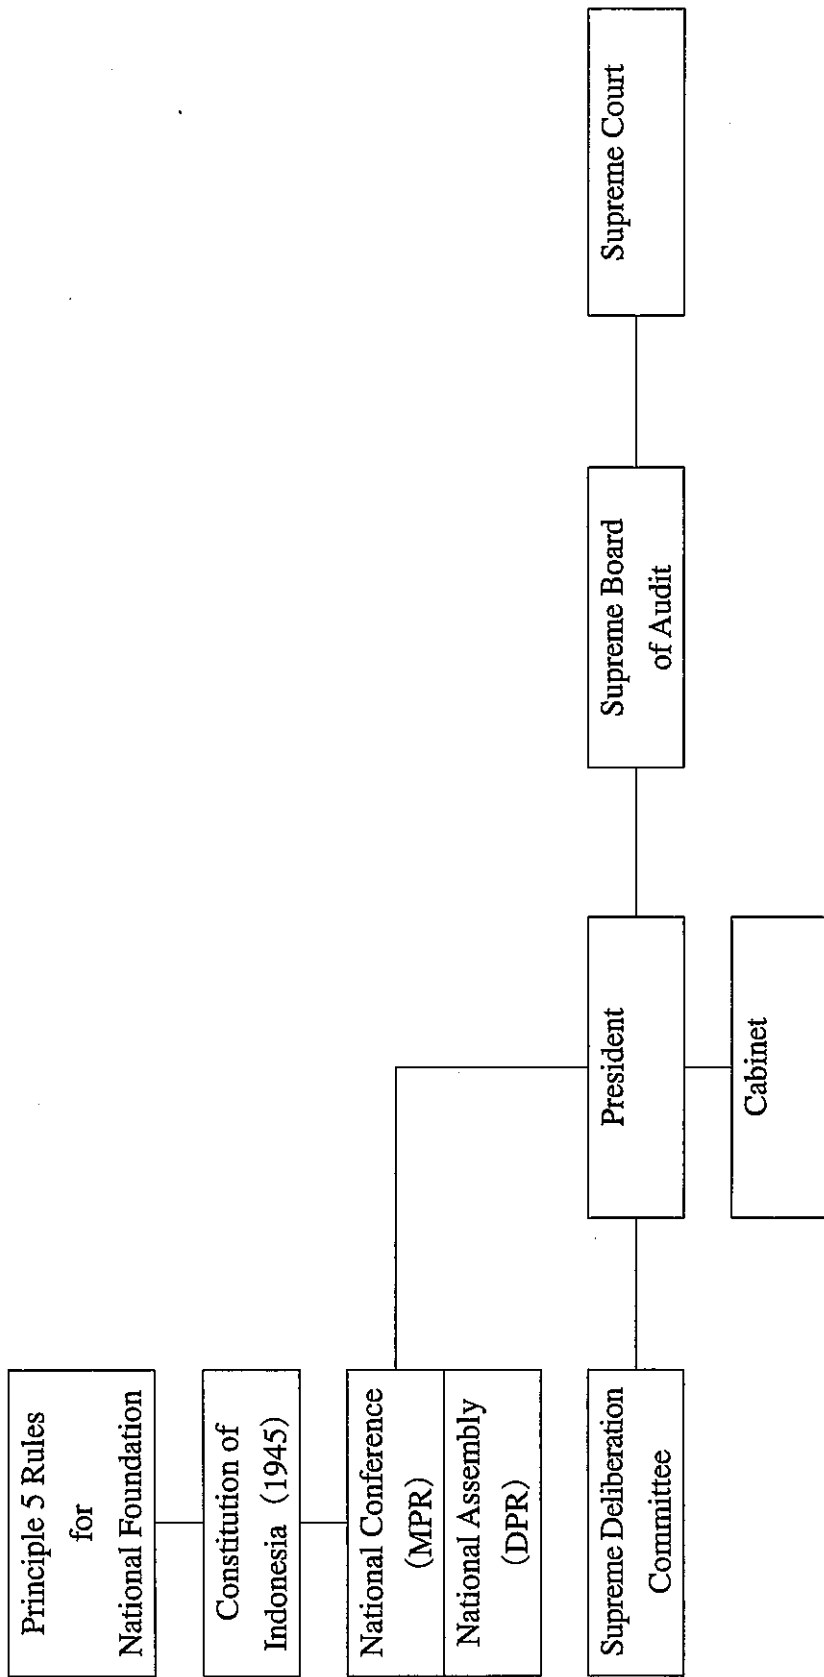 Principle 5 Rules
for
National Foundation
Constitution of
Indonesia (1945)
National Conference
(MPR)
National Assembly
(DPR)
Supreme Deliberation
Committee
President
Supreme Board
of Audit
Supreme Court
Cabinet